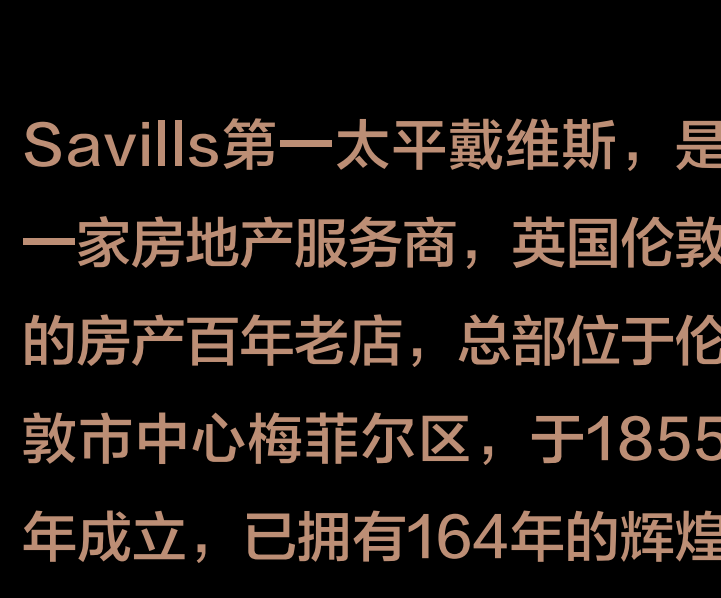 Savills第一太平戴维斯，是
一家房地产服务商，英国伦敦
的房产百年老店，总部位于伦
敦市中心梅菲尔区，于1855
年成立，已拥有164年的辉煌